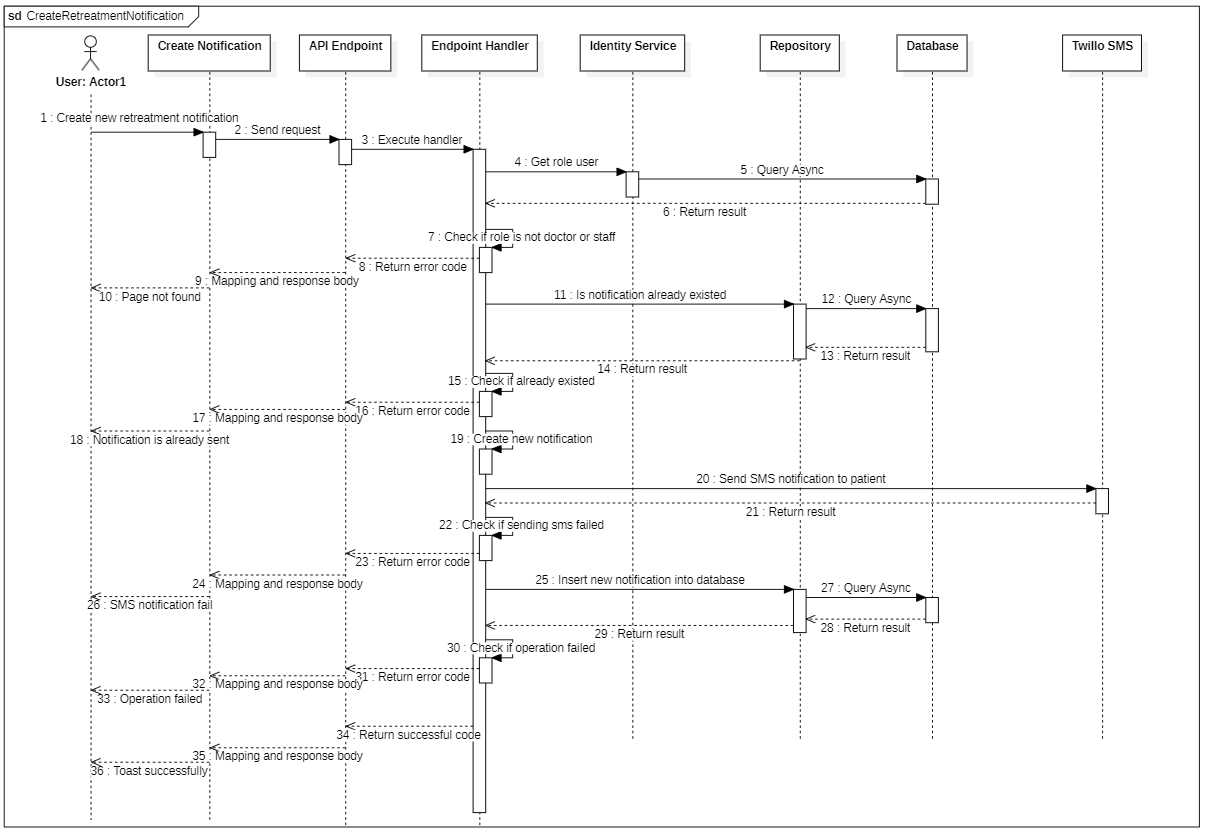 sd CreateRetreatmentNotification
Create Notification
API Endpoint
Endpoint Handler
Identity Service
Repository
Database
Twillo SMS
User: Actor1
1 : Create new retreatment notification
2 : Send request
3 : Execute handler
4 : Get role user
5 : Query Async
6 : Return result
7 : Check if role is not doctor or staff
8 : Return error code
9 : Mapping and response body
10 : Page not found
11 : Is notification already existed
12 : Query Async
13 : Return result
14 : Return result
15 : Check if already existed
16 : Return error code
17 : Mapping and response body
18 : Notification is already sent
19 : Create new notification
20 : Send SMS notification to patient
21 : Return result
22 : Check if sending sms failed
23 : Return error code
24 : Mapping and response body
25 : Insert new notification into database
26 : SMS notification fail
27 : Query Async
28 : Return result
29 : Return result
30 : Check if operation failed
31 : Return error code
32 : Mapping and response body
33 : Operation failed
34 : Return successful code
35 : Mapping and response body
36 : Toast successfully